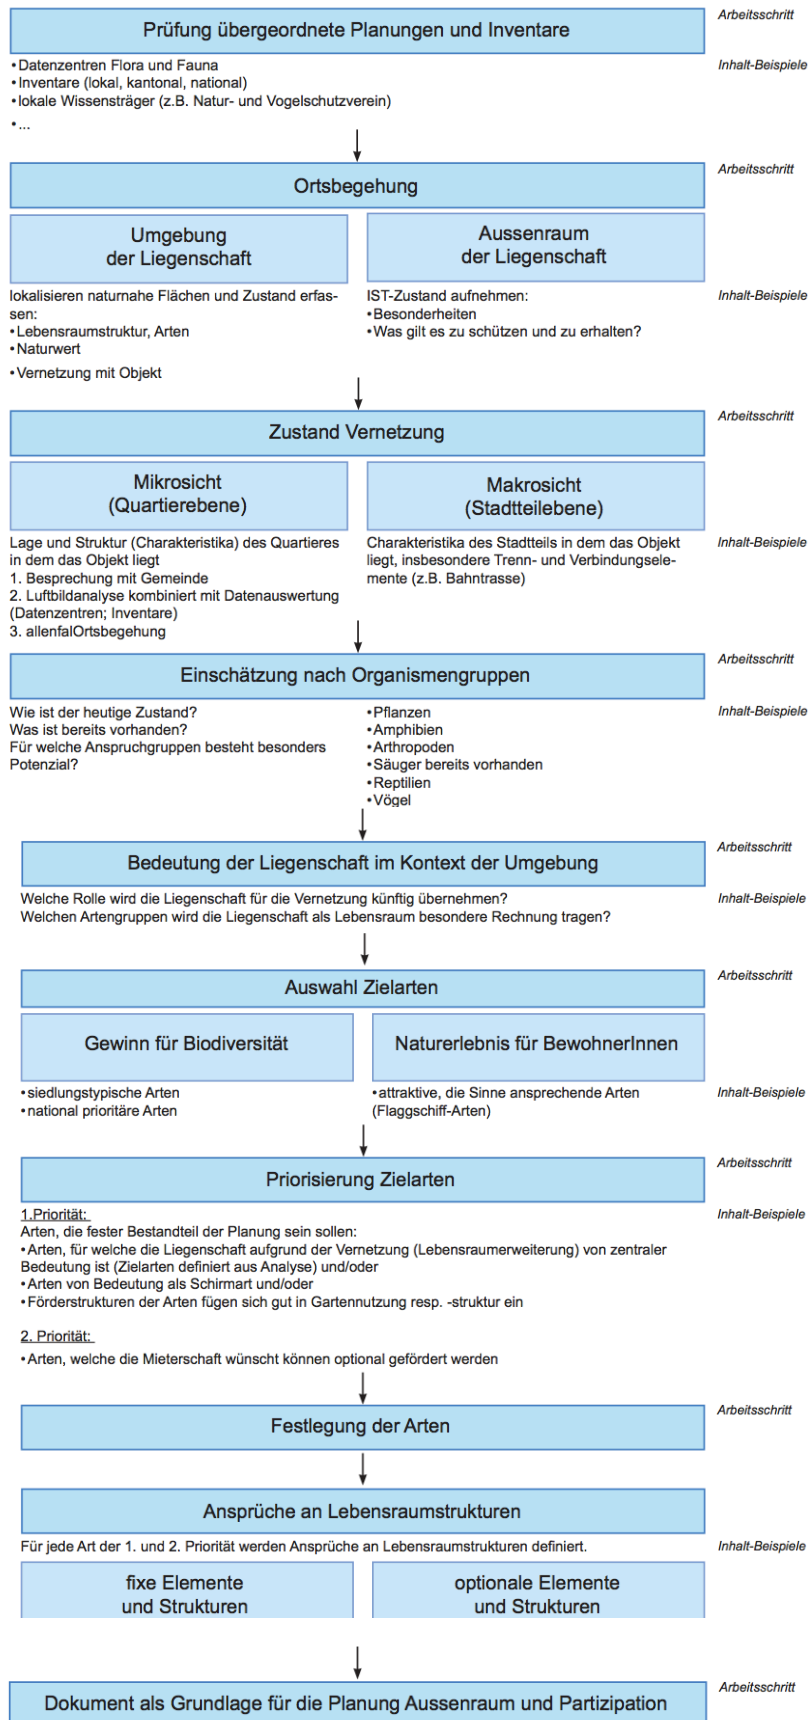 Prüfung übergeordnete Planungen und Inventare
Arbeitsschritt
• Datenzentren Flora und Fauna
Inhalt-Beispiele
• Inventare (lokal, kantonal, national)
• lokale Wissensträger (z.B. Natur- und Vogelschutzverein)
• ...
Ortsbegehung
Arbeitsschritt
Umgebung
der Liegenschaft
Aussenraum
der Liegenschaft
lokalisieren naturnahe Flächen und Zustand erfas-
sen:
• Lebensraumstruktur, Arten
• Naturwert
• Vernetzung mit Objekt
IST-Zustand aufnehmen:
• Besonderheiten
• Was gilt es zu schützen und zu erhalten?
Inhalt-Beispiele
Zustand Vernetzung
Arbeitsschritt
Mikrosicht
(Quartierebene)
Makrosicht
(Stadtteilebene)
Lage und Struktur (Charakteristika) des Quartieres
in dem das Objekt liegt
1. Besprechung mit Gemeinde
2. Luftbildanalyse kombiniert mit Datenauswertung
(Datenzentren; Inventare)
3. allenfalOrtsbegehung
Charakteristika des Stadtteils in dem das Objekt
liegt, insbesondere Trenn- und Verbindungsele-
mente (z.B. Bahntrasse)
Inhalt-Beispiele
Einschätzung nach Organismengruppen
Arbeitsschritt
Wie ist der heutige Zustand?
Was ist bereits vorhanden?
Für welche Anspruchgruppen besteht besonders
Potenzial?
• Pflanzen
• Amphibien
• Arthropoden
• Säuger bereits vorhanden
• Reptilien
• Vögel
Inhalt-Beispiele
Bedeutung der Liegenschaft im Kontext der Umgebung
Arbeitsschritt
Welche Rolle wird die Liegenschaft für die Vernetzung künftig übernehmen?
Inhalt-Beispiele
Welchen Artengruppen wird die Liegenschaft als Lebensraum besondere Rechnung tragen?
Auswahl Zielarten
Arbeitsschritt
Gewinn für Biodiversität
Naturerlebnis für BewohnerInnen
• siedlungstypische Arten
• national prioritäre Arten
• attraktive, die Sinne ansprechende Arten
(Flaggschiff-Arten)
Inhalt-Beispiele
Priorisierung Zielarten
Arbeitsschritt
1.Priorität:
Inhalt-Beispiele
Arten, die fester Bestandteil der Planung sein sollen:
• Arten, für welche die Liegenschaft aufgrund der Vernetzung (Lebensraumerweiterung) von zentraler
Bedeutung ist (Zielarten definiert aus Analyse) und/oder
• Arten von Bedeutung als Schirmart und/oder
• Förderstrukturen der Arten fügen sich gut in Gartennutzung resp. -struktur ein
2. Priorität:
• Arten, welche die Mieterschaft wünscht können optional gefördert werden
Festlegung der Arten
Arbeitsschritt
Ansprüche an Lebensraumstrukturen
Für jede Art der 1. und 2. Priorität werden Ansprüche an Lebensraumstrukturen definiert.
Inhalt-Beispiele
fixe Elemente
und Strukturen
optionale Elemente
und Strukturen
Dokument als Grundlage für die Planung Aussenraum und Partizipation
Arbeitsschritt